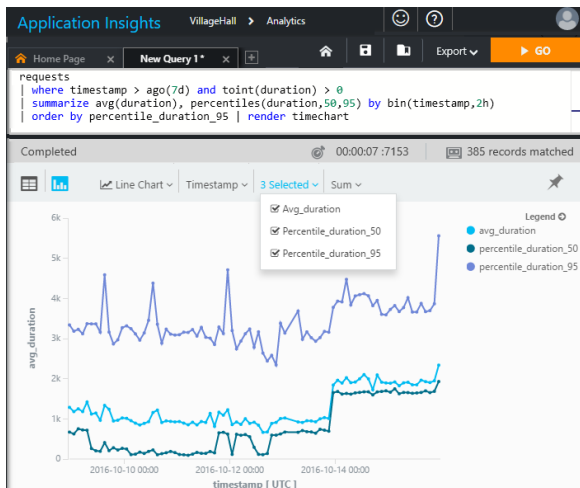 Application Insights VillageHall > Analytics
Home Page x New Query 1* x + Export GO
requests
| where timestamp > ago(7d) and toint(duration) > 0
| summarize avg(duration), percentiles(duration,50,95) by bin(timestamp,2h)
| order by percentile_duration_95 | render timechart
Completed 00:00:07 :7153 385 records matched
Line Chart Timestamp 3 Selected Sum
Avg_duration
Percentile_duration_50
Percentile_duration_95
Legend
avg_duration
percentile_duration_50
percentile_duration_95
6k
5k
4k
3k
2k
1k
0
avg_duration
2016-10-10 00:00 2016-10-12 00:00 2016-10-14 00:00
timestamp [ UTC ]